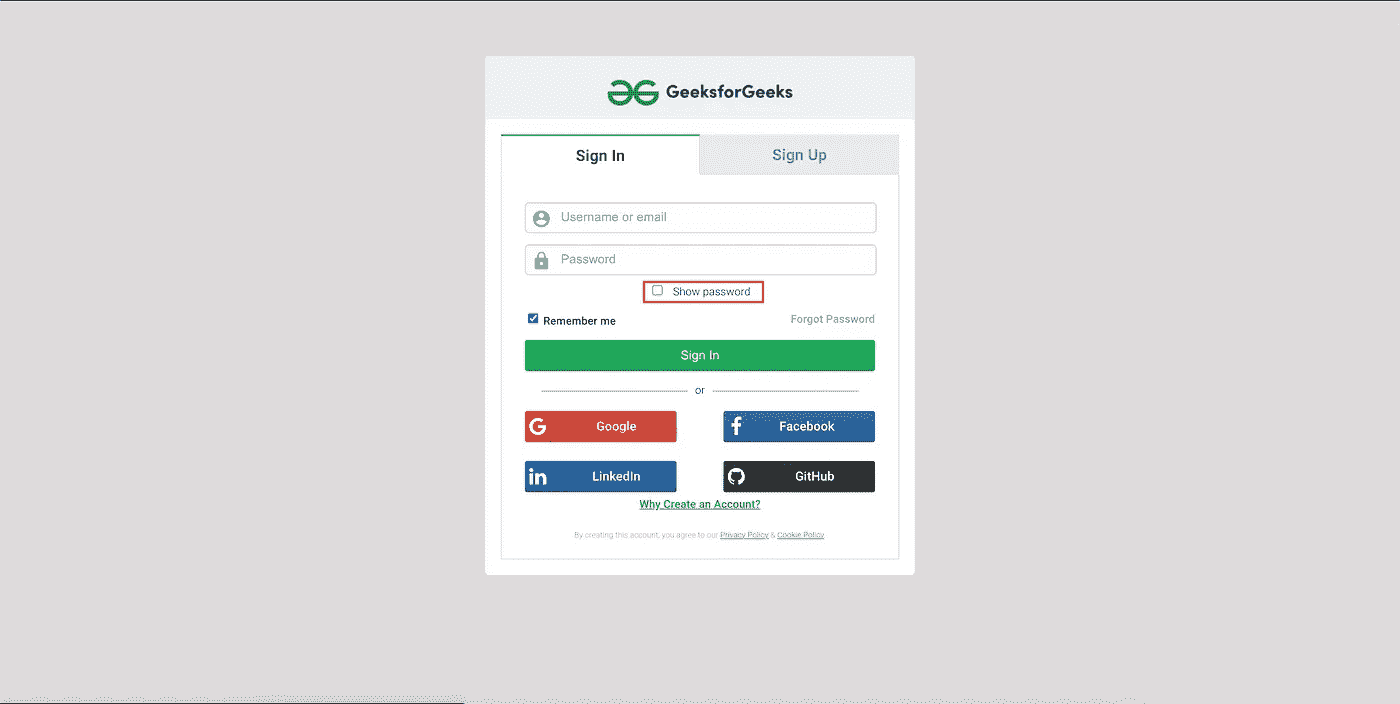 GeeksforGeeks
Sign In
Sign Up
Username or email
Password
Show password
Remember me
Forgot Password
Sign In
or
Google
Facebook
LinkedIn
GitHub
Why Create an Account?
By creating this account, you agree to our Privacy Policy & Cookie Policy